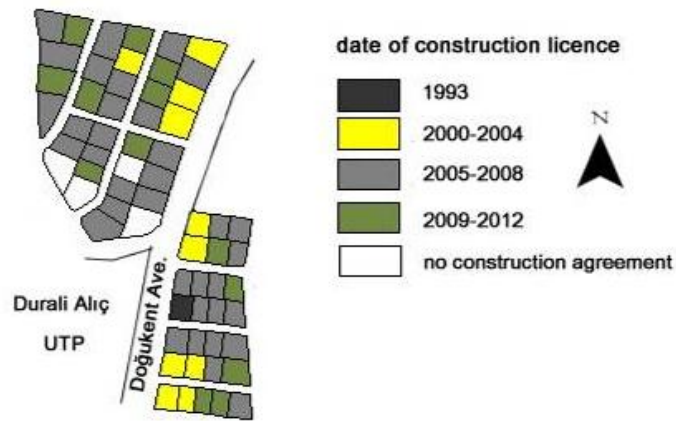 date of construction licence
1993
2000-2004
2005-2008
2009-2012
no construction agreement
N
Durali Alıç
UTP
Doğukent Ave.